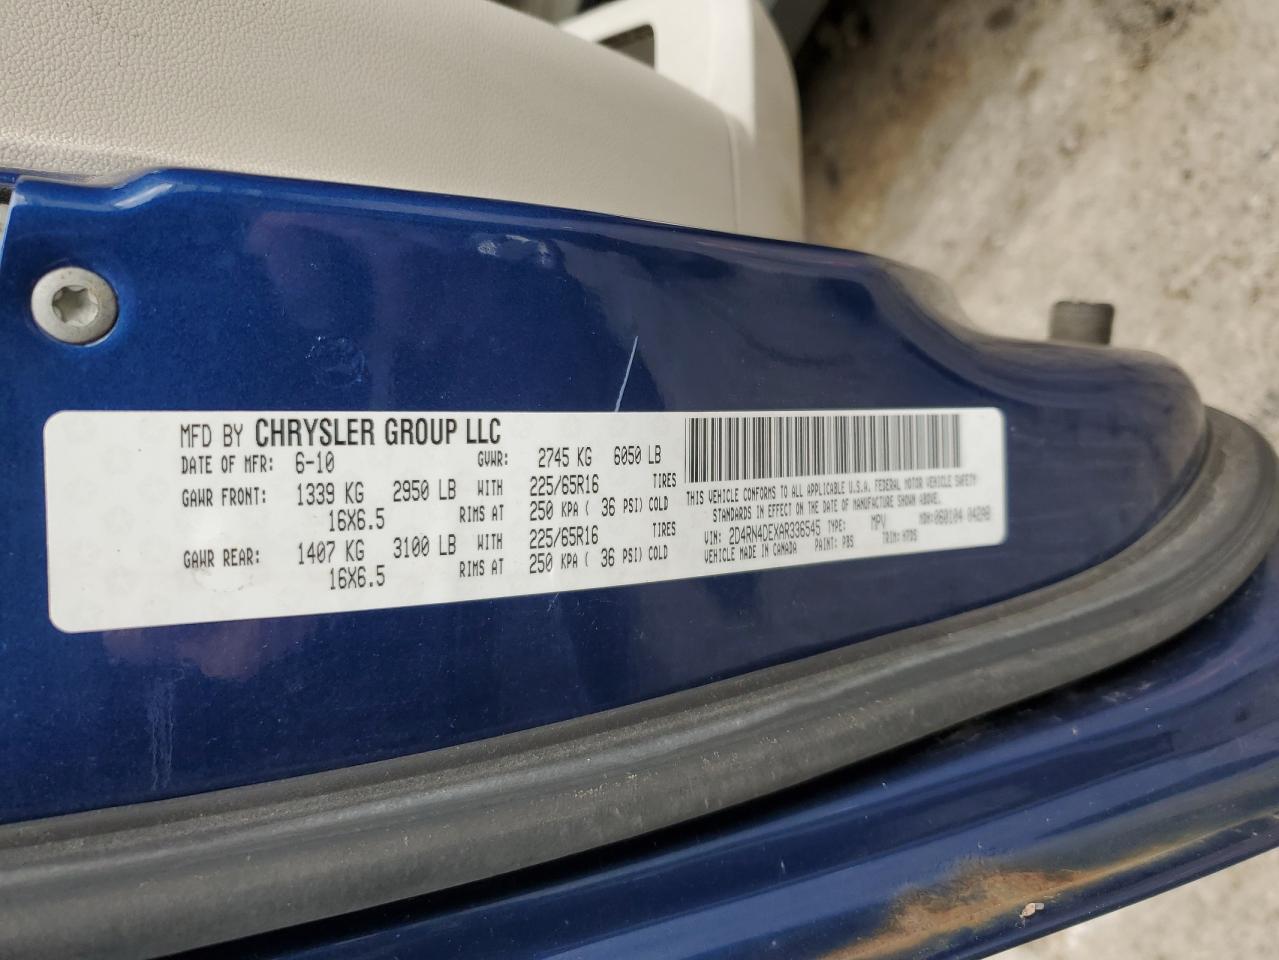 MFD BY CHRYSLER GROUP LLC
DATE OF MFR: 6-10 GVWR: 2745 KG 6050 LB
GAWR FRONT: 1339 KG 2950 LB WITH 225/65R16 TIRES
16X6.5 RIMS AT 250 KPA ( 36 PSI) COLD
GAWR REAR: 1407 KG 3100 LB WITH 225/65R16 TIRES
16X6.5 RIMS AT 250 KPA ( 36 PSI) COLD
THIS VEHICLE CONFORMS TO ALL APPLICABLE U.S.A. FEDERAL MOTOR VEHICLE SAFETY
STANDARDS IN EFFECT ON THE DATE OF MANUFACTURE SHOWN ABOVE.
VIN: 2D4RN4DEXAR336545 TYPE: MPV MDH:
VEHICLE MADE IN CANADA PAINT: PBS TRIM: